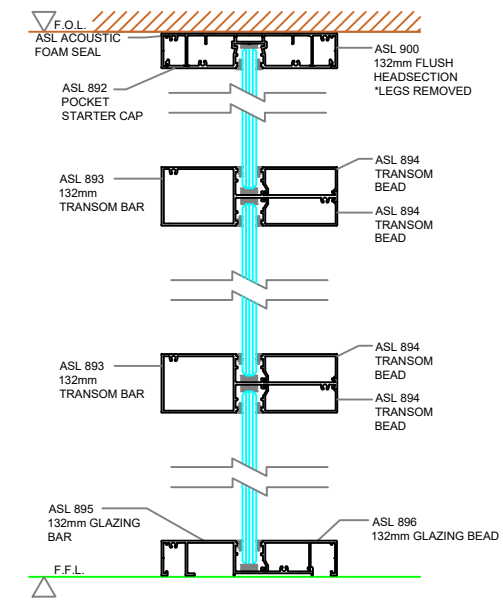 F.O.L.
ASL ACOUSTIC
FOAM SEAL
ASL 900
132mm FLUSH
HEADSECTION
*LEGS REMOVED
ASL 892
POCKET
STARTER CAP
ASL 893
132mm
TRANSOM BAR
ASL 894
TRANSOM
BEAD
ASL 894
TRANSOM
BEAD
ASL 893
132mm
TRANSOM BAR
ASL 894
TRANSOM
BEAD
ASL 894
TRANSOM
BEAD
ASL 895
132mm GLAZING
BAR
ASL 896
132mm GLAZING BEAD
F.F.L.